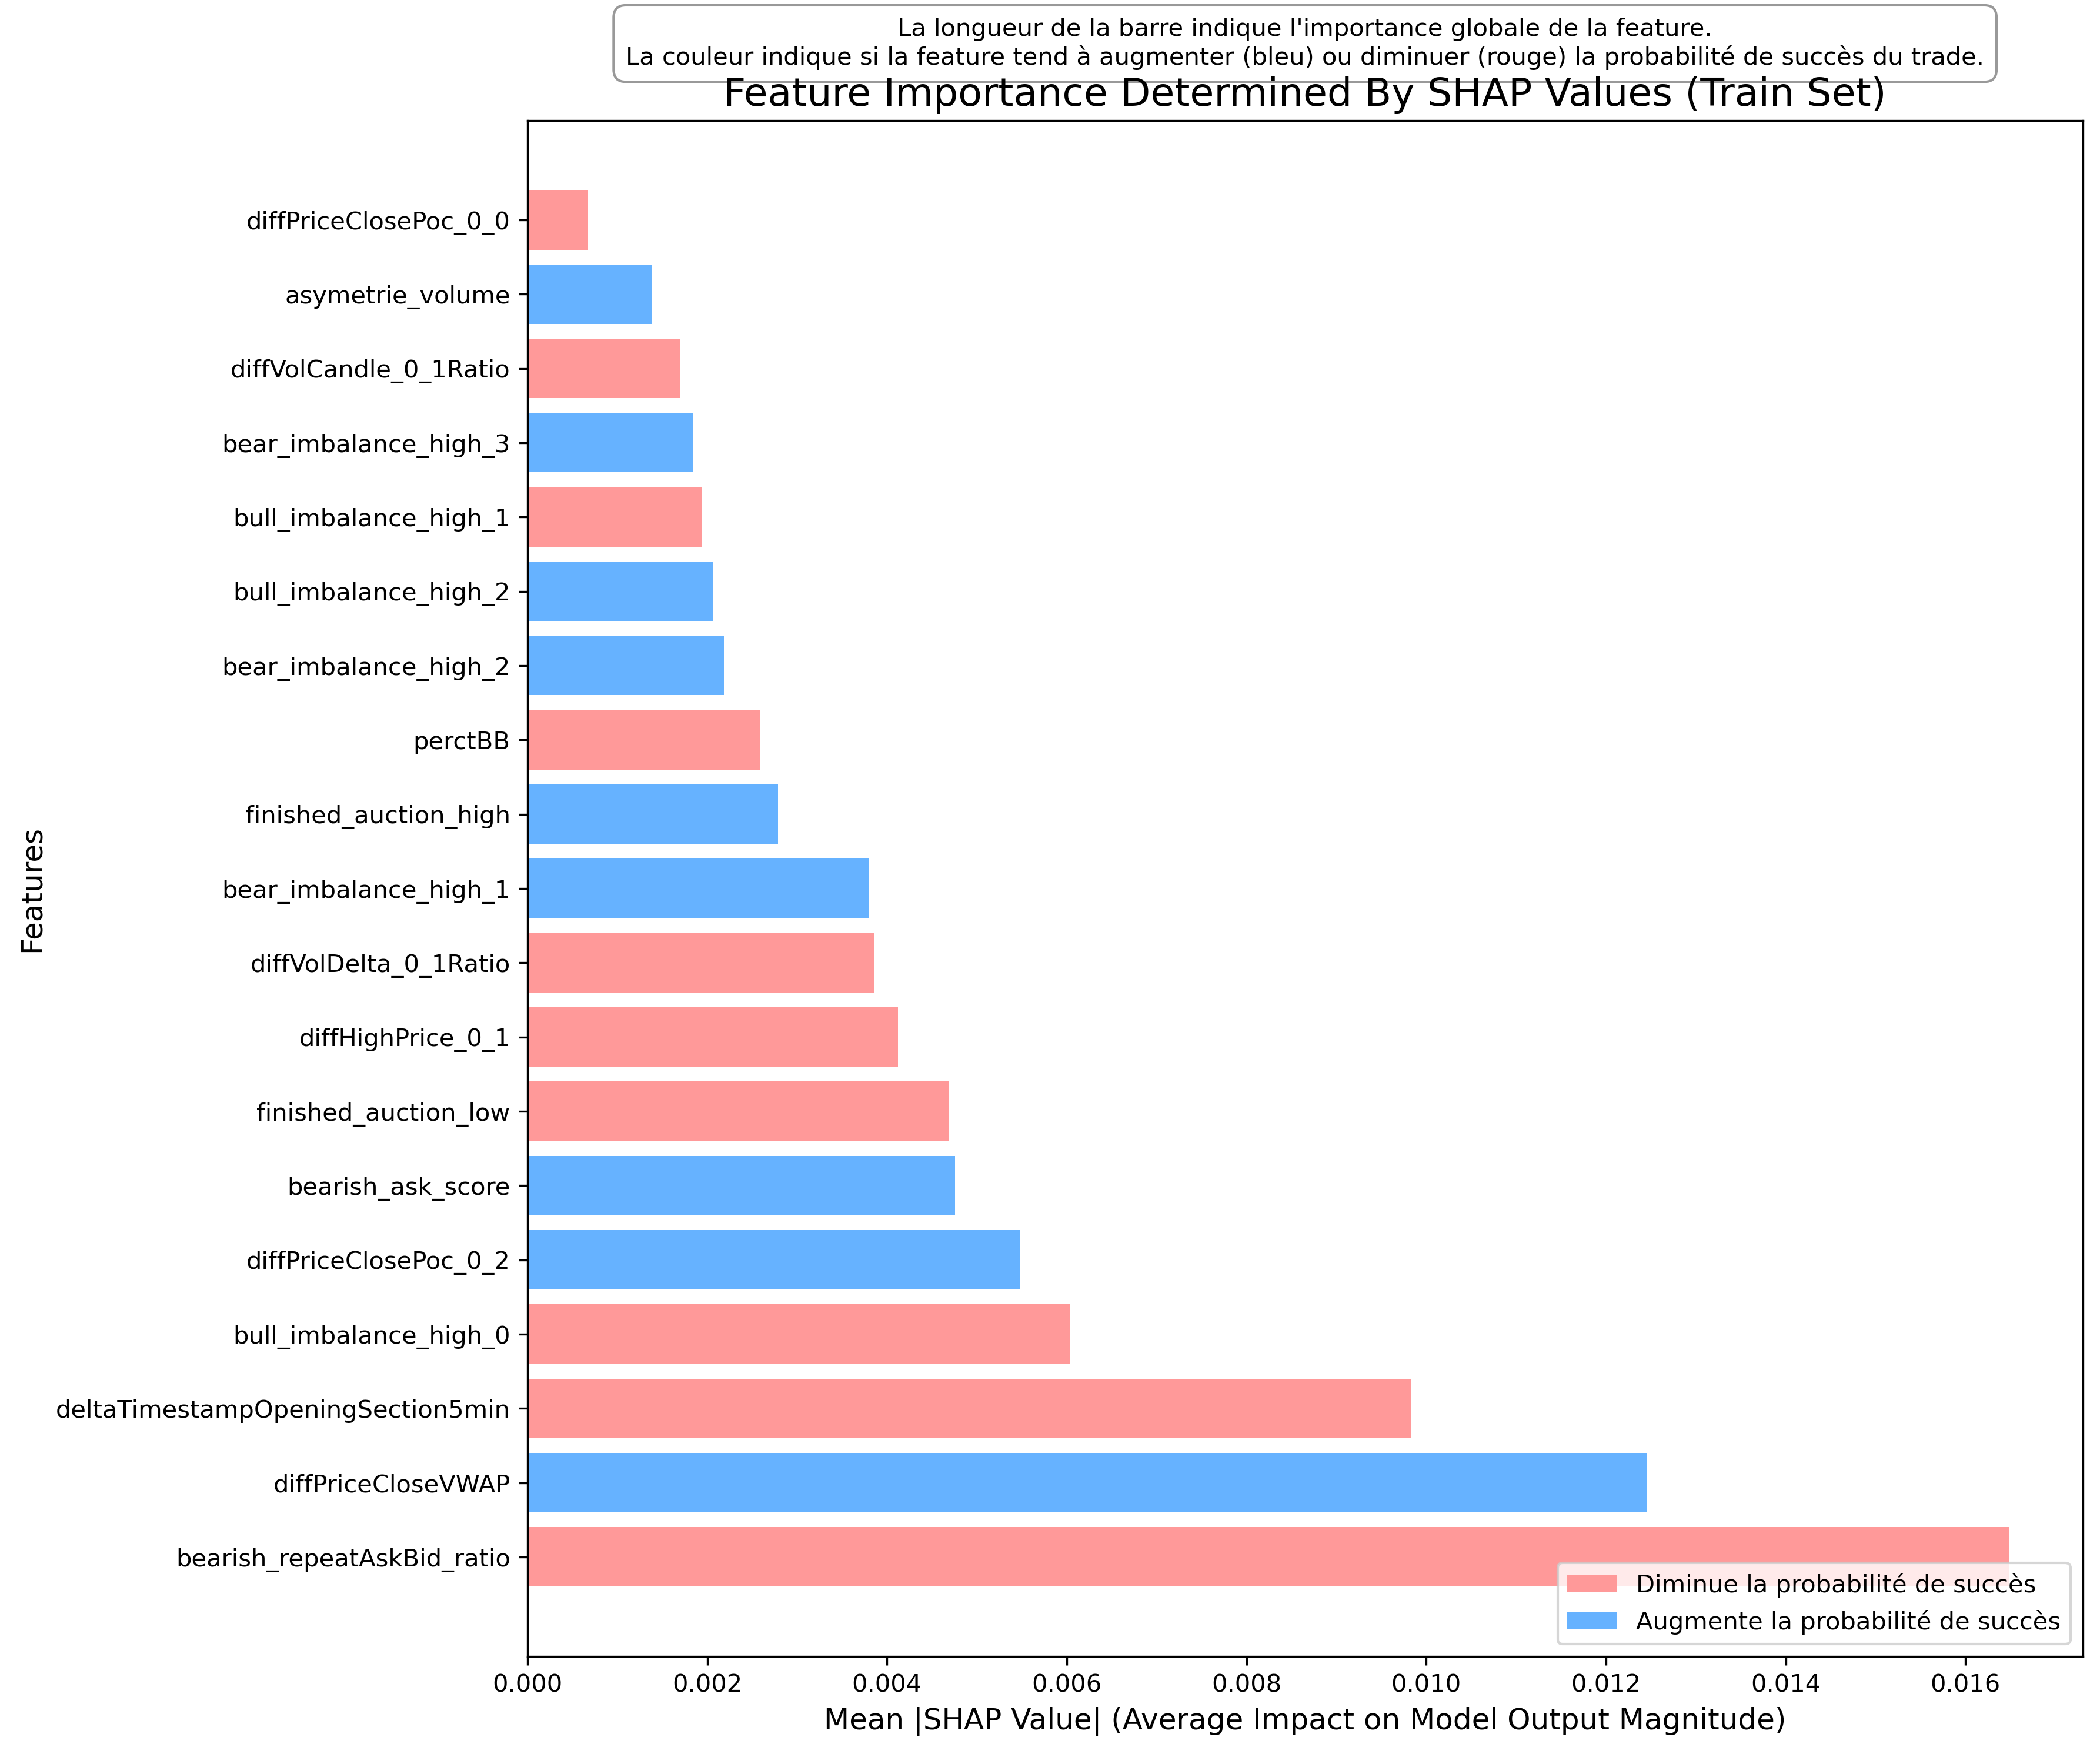 La longueur de la barre indique l'importance globale de la feature.
La couleur indique si la feature tend à augmenter (bleu) ou diminuer (rouge) la probabilité de succès du trade.
Feature Importance Determined By SHAP Values (Train Set)
Features
diffPriceClosePoc_0_0
asymetrie_volume
diffVolCandle_0_1Ratio
bear_imbalance_high_3
bull_imbalance_high_1
bull_imbalance_high_2
bear_imbalance_high_2
perctBB
finished_auction_high
bear_imbalance_high_1
diffVolDelta_0_1Ratio
diffHighPrice_0_1
finished_auction_low
bearish_ask_score
diffPriceClosePoc_0_2
bull_imbalance_high_0
deltaTimestampOpeningSection5min
diffPriceCloseVWAP
bearish_repeatAskBid_ratio
Diminue la probabilité de succès
Augmente la probabilité de succès
0.000 0.002 0.004 0.006 0.008 0.010 0.012 0.014 0.016
Mean |SHAP Value| (Average Impact on Model Output Magnitude)